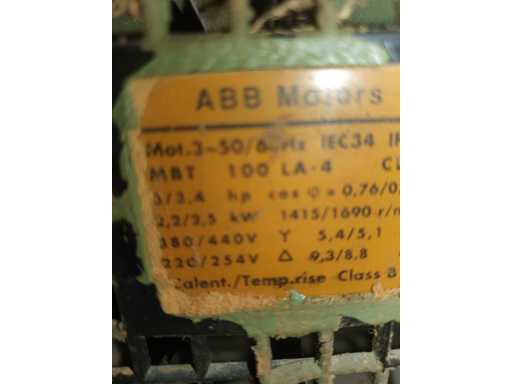 ABB Motors
Mot.3~50/60Hz IEC34 IP
MBT 100 LA-4 CL
3/3,4 hp cos φ = 0,76/0,
2,2/2,5 kW 1415/1690 r/m
380/440V Y 5,4/5,1
220/254V Δ 9,3/8,8
Calent./Temp.rise Class B